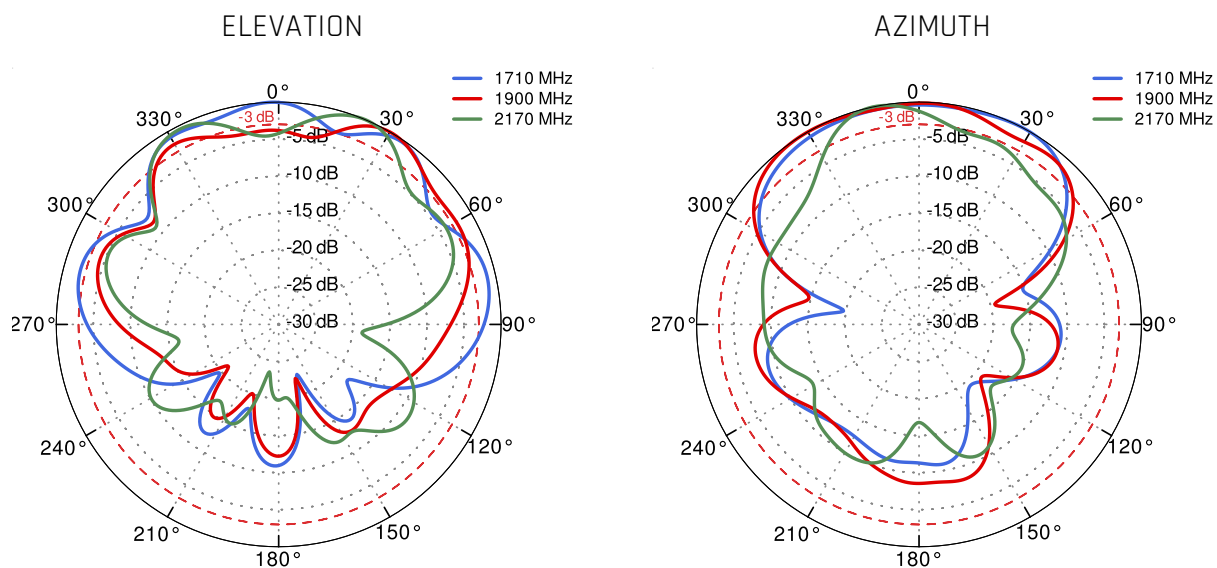 ELEVATION
1710 MHz
1900 MHz
2170 MHz
0°
30°
60°
90°
120°
150°
180°
210°
240°
270°
300°
330°
-3 dB
-5 dB
-10 dB
-15 dB
-20 dB
-25 dB
-30 dB
AZIMUTH
1710 MHz
1900 MHz
2170 MHz
0°
30°
60°
90°
120°
150°
180°
210°
240°
270°
300°
330°
-3 dB
-5 dB
-10 dB
-15 dB
-20 dB
-25 dB
-30 dB